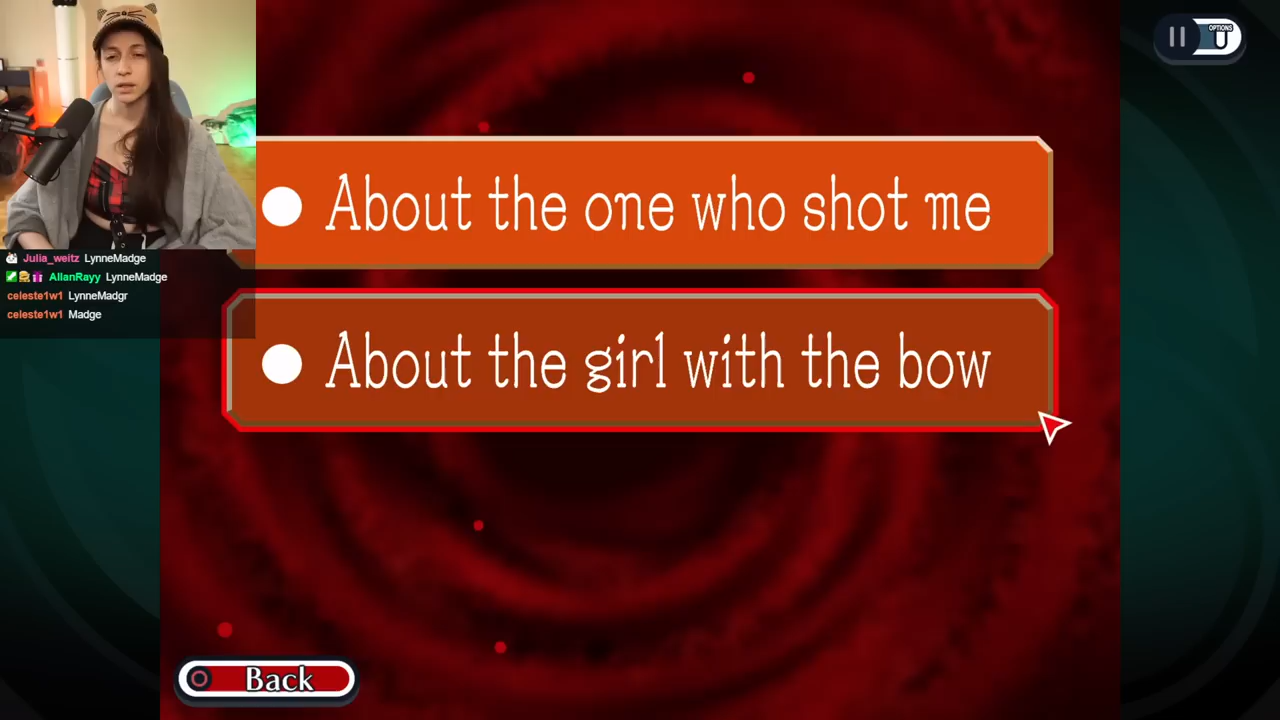 OPTIONS
About the one who shot me
Julia_weitz LynneMadge
AllanRayy LynneMadge
celeste1w1 LynneMadgr
celeste1w1 Madge
About the girl with the bow
Back